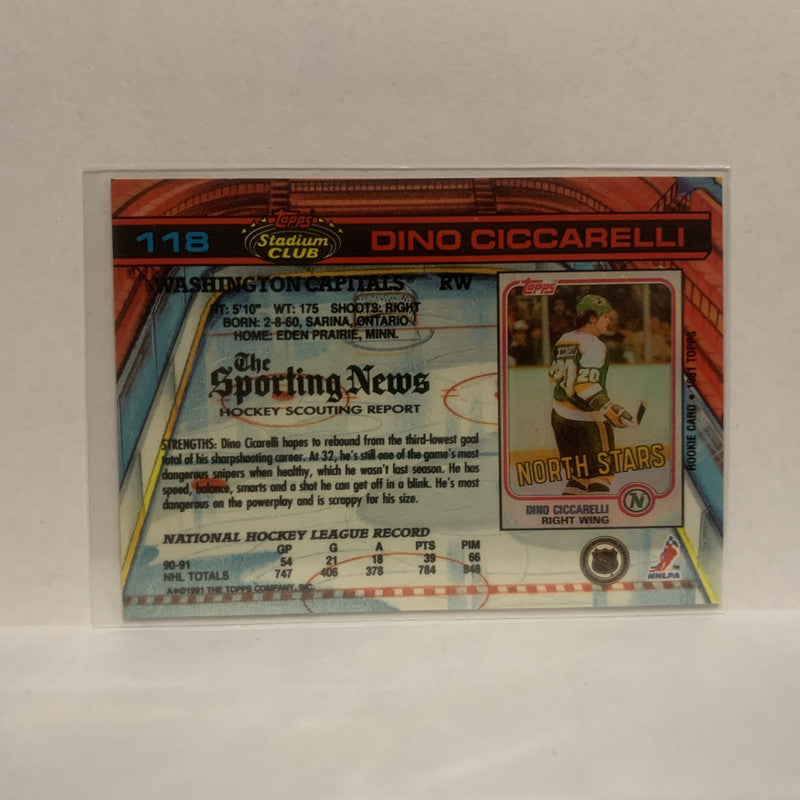 118 Topps Stadium CLUB DINO CICCARELLI
WASHINGTON CAPITALS RW
HT: 5'10" WT: 175 SHOOTS: RIGHT
BORN: 2-8-60, SARINA, ONTARIO
HOME: EDEN PRAIRIE, MINN.
The
Sporting News
HOCKEY SCOUTING REPORT
STRENGTHS: Dino Cicarelli hopes to rebound from the third-lowest goal
total of his sharpshooting career. At 32, he's still one of the game's most
dangerous snipers when healthy, which he wasn't last season. He has
speed, balance, smarts and a shot he can get off in a blink. He's most
dangerous on the powerplay and is scrappy for his size.
NATIONAL HOCKEY LEAGUE RECORD
GP G A PTS PIM
90-91 54 21 18 39 66
NHL TOTALS 747 406 378 784 848
A®©1991 THE TOPPS COMPANY, INC.
Topps
20
NORTH STARS
DINO CICCARELLI
RIGHT WING
N
ROOKIE CARD • 1981 TOPPS
NHL
NHLPA TM